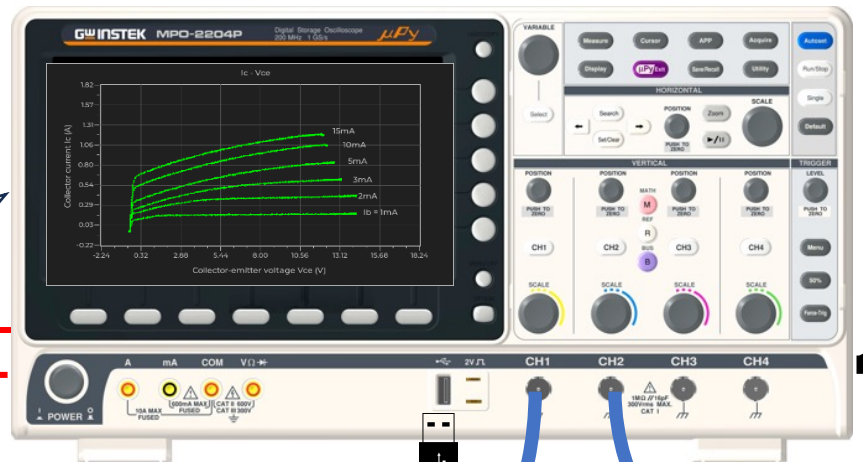 GWINSTEK MPO-2204P Digital Storage Oscilloscope
200 MHz 1 GS/s µPy
Ic - Vce
1.82
1.57
1.31
1.06
0.80
0.54
0.29
0.03
-0.22
Collector current Ic (A)
15mA
10mA
5mA
3mA
2mA
Ib = 1mA
-2.24 0.32 2.88 5.44 8.00 10.56 13.12 15.68 18.24
Collector-emitter voltage Vce (V)
VARIABLE
Select
Measure Cursor APP Acquire
Display µPy Exit Save/Recall Utility
Autoset
Run/Stop
Single
Default
HORIZONTAL
Search
Set/Clear
POSITION
PUSH TO
ZERO
Zoom
SCALE
VERTICAL
POSITION POSITION POSITION POSITION
PUSH TO
ZERO
PUSH TO
ZERO
PUSH TO
ZERO
PUSH TO
ZERO
MATH
M
REF
R
BUS
B
CH1 CH2 CH3 CH4
SCALE SCALE SCALE SCALE
TRIGGER
LEVEL
PUSH TO
ZERO
Menu
50%
Force-Trig
POWER
A mA COM VΩ
10A MAX
FUSED
600mA MAX
FUSED
CAT II 600V
CAT III 300V
2V
CH1 CH2 CH3 CH4
1MΩ // 16pF
300Vrms MAX.
CAT I